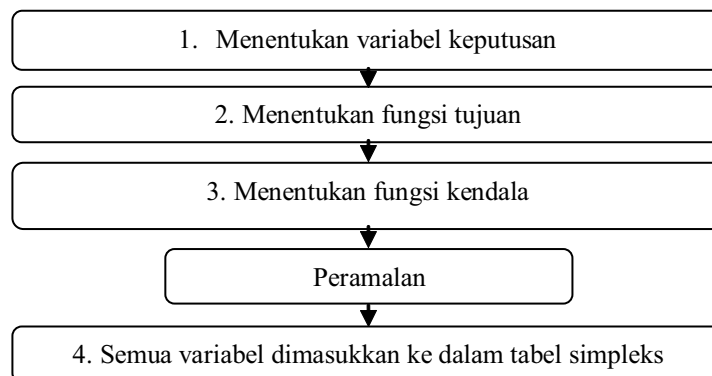 1. Menentukan variabel keputusan
2. Menentukan fungsi tujuan
3. Menentukan fungsi kendala
Peramalan
4. Semua variabel dimasukkan ke dalam tabel simpleks